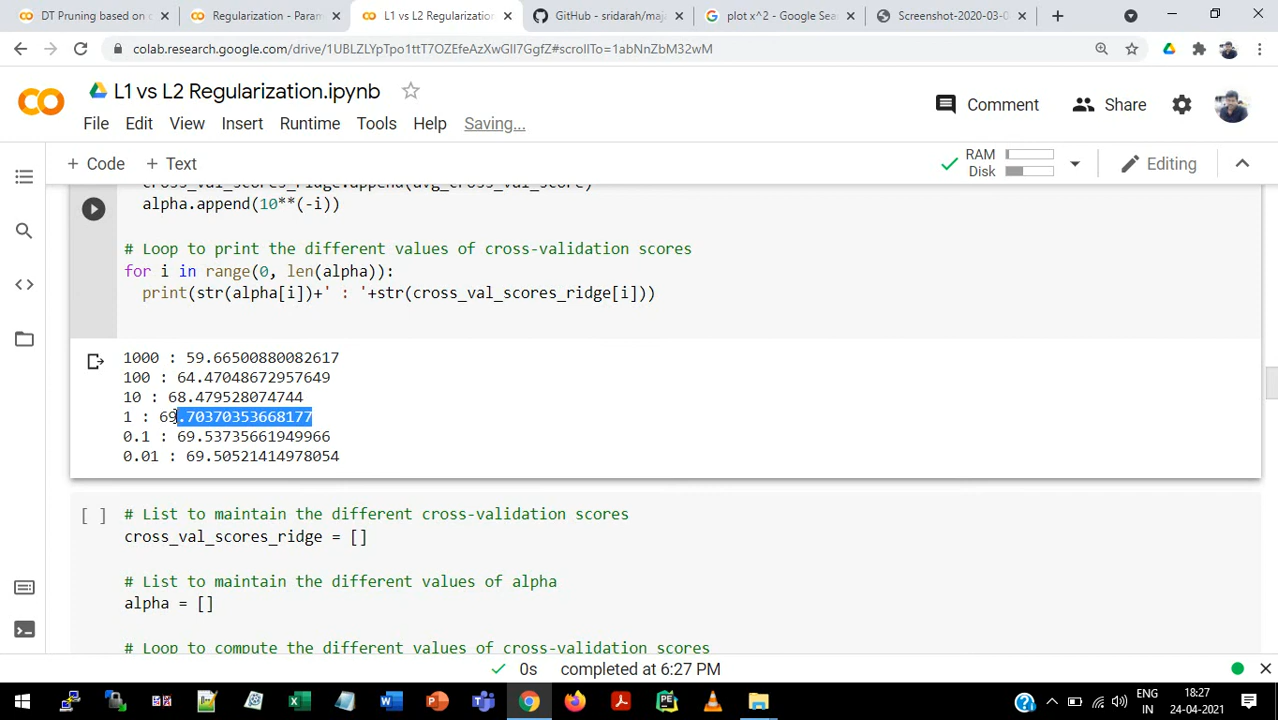 DT Pruning based on c
Regularization - Param
L1 vs L2 Regularization
GitHub - sridarah/maj
plot x^2 - Google Sea
Screenshot-2020-03-0
colab.research.google.com/drive/1UBLZLYpTpo1ttT7OZEfeAzXwGlI7GgfZ#scrollTo=1abNnZbM32wM
L1 vs L2 Regularization.ipynb
Comment
Share
File Edit View Insert Runtime Tools Help Saving...
+ Code + Text
RAM
Disk
Editing
cross_val_scores_ridge.append(avg_cross_val_score)
alpha.append(10**(-i))
# Loop to print the different values of cross-validation scores
for i in range(0, len(alpha)):
print(str(alpha[i])+' : '+str(cross_val_scores_ridge[i]))
1000 : 59.66500880082617
100 : 64.47048672957649
10 : 68.479528074744
1 : 69.70370353668177
0.1 : 69.53735661949966
0.01 : 69.50521414978054
[ ] # List to maintain the different cross-validation scores
cross_val_scores_ridge = []
# List to maintain the different values of alpha
alpha = []
# Loop to compute the different values of cross-validation scores
0s completed at 6:27 PM
ENG
IN
18:27
24-04-2021